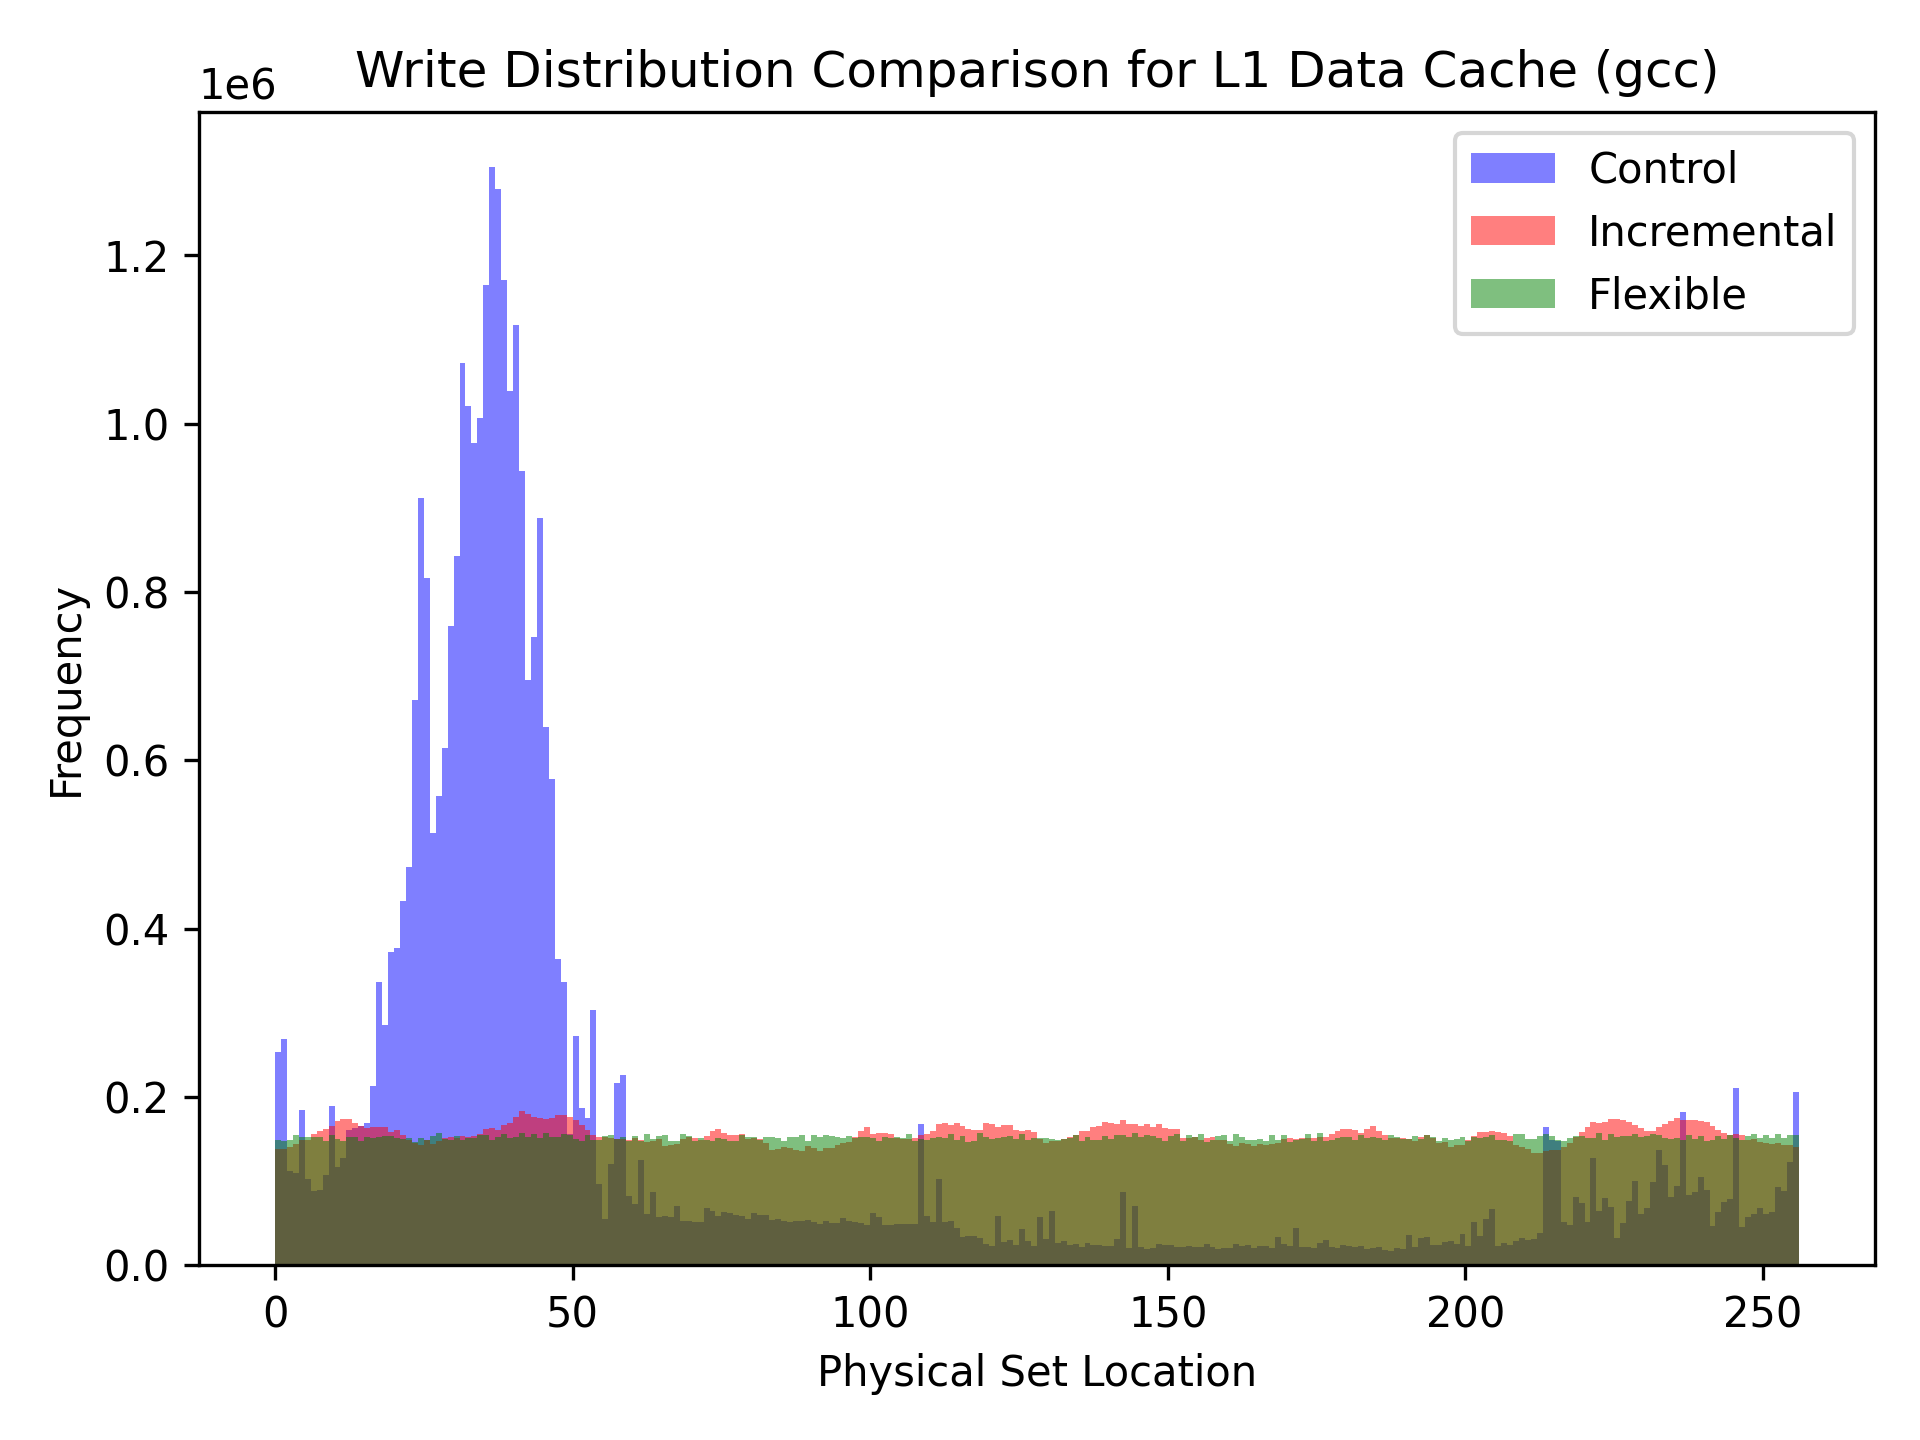 Write Distribution Comparison for L1 Data Cache (gcc)
1e6
Control
Incremental
Flexible
1.2
1.0
0.8
0.6
0.4
0.2
0.0
Frequency
0 50 100 150 200 250
Physical Set Location